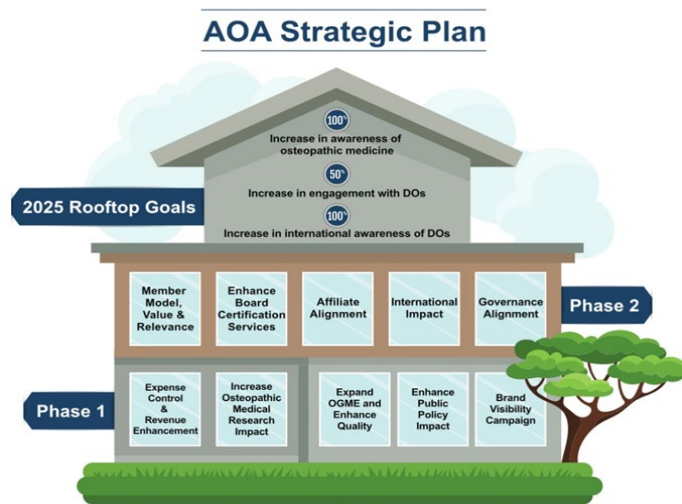 AOA Strategic Plan
100%
Increase in awareness of
osteopathic medicine
50%
Increase in engagement with DOs
100%
Increase in international awareness of DOs
2025 Rooftop Goals
Member
Model,
Value &
Relevance
Enhance
Board
Certification
Services
Affiliate
Alignment
International
Impact
Governance
Alignment
Phase 2
Phase 1
Expense
Control
&
Revenue
Enhancement
Increase
Osteopathic
Medical
Research
Impact
Expand
OGME and
Enhance
Quality
Enhance
Public
Policy
Impact
Brand
Visibility
Campaign